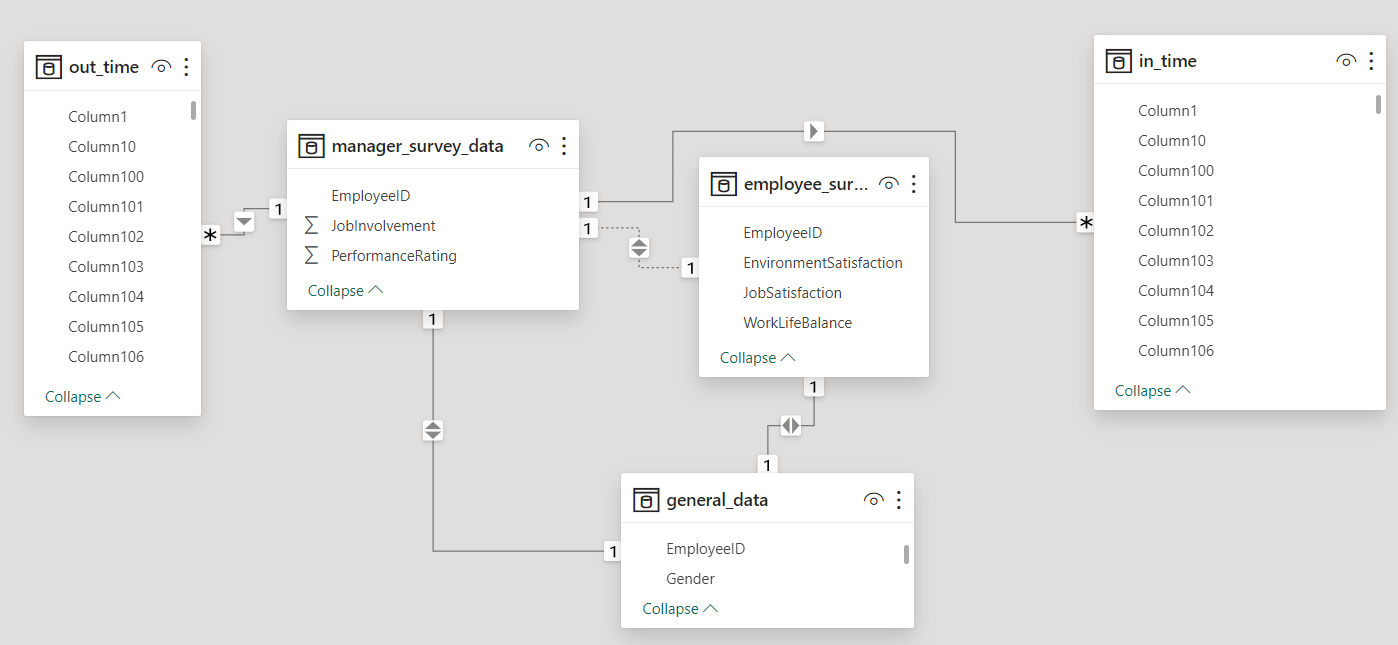 out_time
Column1
Column10
Column100
Column101
Column102
Column103
Column104
Column105
Column106
Collapse
*
1
manager_survey_data
EmployeeID
∑ JobInvolvement
∑ PerformanceRating
Collapse
1
1
1
1
employee_sur...
EmployeeID
EnvironmentSatisfaction
JobSatisfaction
WorkLifeBalance
Collapse
1
1
1
general_data
EmployeeID
Gender
Collapse
*
in_time
Column1
Column10
Column100
Column101
Column102
Column103
Column104
Column105
Column106
Collapse